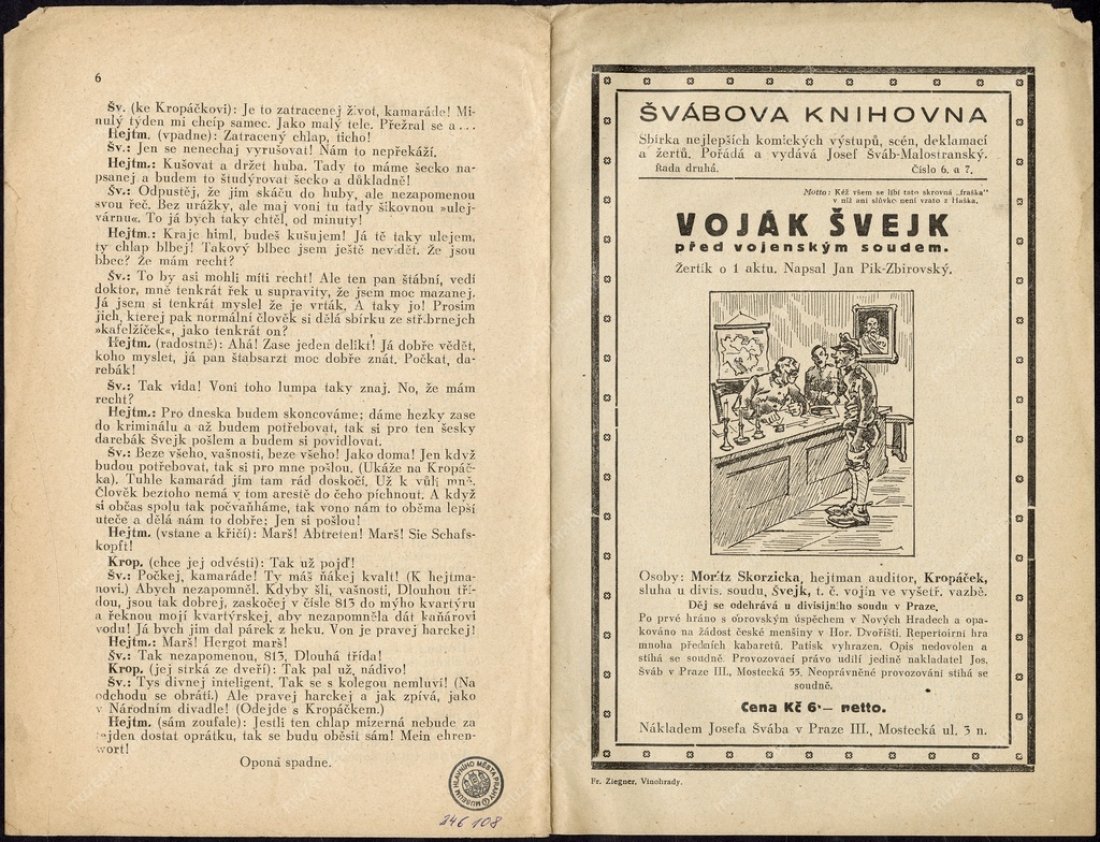 6
Šv. (ke Kropáčkovi): Je to zatracenej život, kamaráde! Mi-
nulý týden mi chcíp samec. Jako malý tele. Přežral se a...
Hejtm. (vpadne): Zatracený chlap, ticho!
Šv.: Jen se nenechaj vyrušovat! Nám to nepřekáží.
Hejtm.: Kušovat a držet huba. Tady to máme šecko na-
psanej a budem to študýrovat šecko a důkladně!
Šv.: Odpustěj, že jim skáču do huby, ale nezapomenou
svou řeč. Bez urážky, ale maj voni tu tady šikovnou »ulej-
várnu«. To já bych taky chtěl, od minuty!
Hejtm.: Kraje himl, budeš kušujem! Já tě taky ulejem,
ty chlap blbej! Takový blbec jsem ještě nevidět. Že jsou
bbec? Že mám recht?
Šv.: To by asi mohli míti recht! Ale ten pan štábní, vedí
doktor, mně tenkrát řek u supravity, že jsem moc mazanej.
Já jsem si tenkrát myslel že je vrták. A taky jo! Prosím
jich, kterej pak normální člověk si dělá sbírku ze stř.brnejch
»kafelžíček«, jako tenkrát on?
Hejtm. (radostně): Ahá! Zase jeden delikt! Já dobře vědět,
koho myslet, já pan štabsarzt moc dobře znát. Počkat, da-
rebák!
Šv.: Tak vida! Voni toho lumpa taky znaj. No, že mám
recht?
Hejtm.: Pro dneska budem skoncováme; dáme hezky zase
do kriminálu a až budem potřebovat, tak si pro ten šesky
darebák Švejk pošlem a budem si povidlovat.
Šv.: Beze všeho, vašnosti, beze všeho! Jako doma! Jen když
budou potřebovat, tak si pro mne pošlou. (Ukáže na Kropáč-
ka). Tuhle kamarád jim tam rád doskočí. Už k vůli mně.
Člověk beztoho nemá v tom arestě do čeho píchnout. A když
si občas spolu tak počvaňháme, tak vono nám to oběma lepší
uteče a dělá nám to dobře; Jen si pošlou!
Hejtm. (vstane a křičí): Marš! Abtreten! Marš! Sie Schafs-
kopft!
Krop. (chce jej odvésti): Tak už pojď!
Šv.: Počkej, kamaráde! Ty máš ňákej kvalt! (K hejtma-
novi.) Abych nezapomněl. Kdyby šli, vašnosti, Dlouhou tří-
dou, jsou tak dobrej, zaskočej v čísle 813 do mýho kvartýru
a řeknou mojí kvartýrskej, aby nezapomněla dát kaňárovi
vodu! Já bych jim dal párek z heku. Von je pravej harckej!
Hejtm.: Marš! Hergot marš!
Šv.: Tak nezapomenou, 813. Dlouhá třída!
Krop. (jej strká ze dveří): Tak pal už, nádivo!
Šv.: Tys divnej inteligent. Tak se s kolegou nemluví! (Na
odchodu se obrátí.) Ale pravej harckej a jak zpívá, jako
v Národním divadle! (Odejde s Kropáčkem.)
Hejtm. (sám zoufale): Jestli ten chlap mizerná nebude za
tejden dostat oprátku, tak se budu oběsit sám! Mein ehren-
wort!
Opona spadne.
MUSEUM HLAVNÍHO MĚSTA PRAHY
246 108
ŠVÁBOVA KNIHOVNA
Sbírka nejlepších komických výstupů, scén, deklamací
a žertů. Pořádá a vydává Josef Šváb-Malostranský.
Řada druhá. Číslo 6. a 7.
Motto: Kéž všem se líbí tato skrovná „fraška"
v níž ani slůvko není vzato z Haška.
VOJÁK ŠVEJK
před vojenským soudem.
Žertík o 1 aktu. Napsal Jan Pik-Zbirovský.
Osoby: Moritz Skorzicka, hejtman auditor, Kropáček,
sluha u divis. soudu, Švejk, t. č. vojín ve vyšetř. vazbě.
Děj se odehrává u divisijního soudu v Praze.
Po prvé hráno s obrovským úspěchem v Nových Hradech a opa-
kováno na žádost české menšiny v Hor. Dvořišti. Repertoirní hra
mnoha předních kabaretů. Patisk vyhrazen. Opis nedovolen a
stíhá se soudně. Provozovací právo udílí jedině nakladatel Jos.
Šváb v Praze III., Mostecká 33. Neoprávněné provozování stíhá se
soudně.
Cena Kč 6·— netto.
Nákladem Josefa Švába v Praze III., Mostecká ul. 3 n.
Fr. Ziegner, Vinohrady.